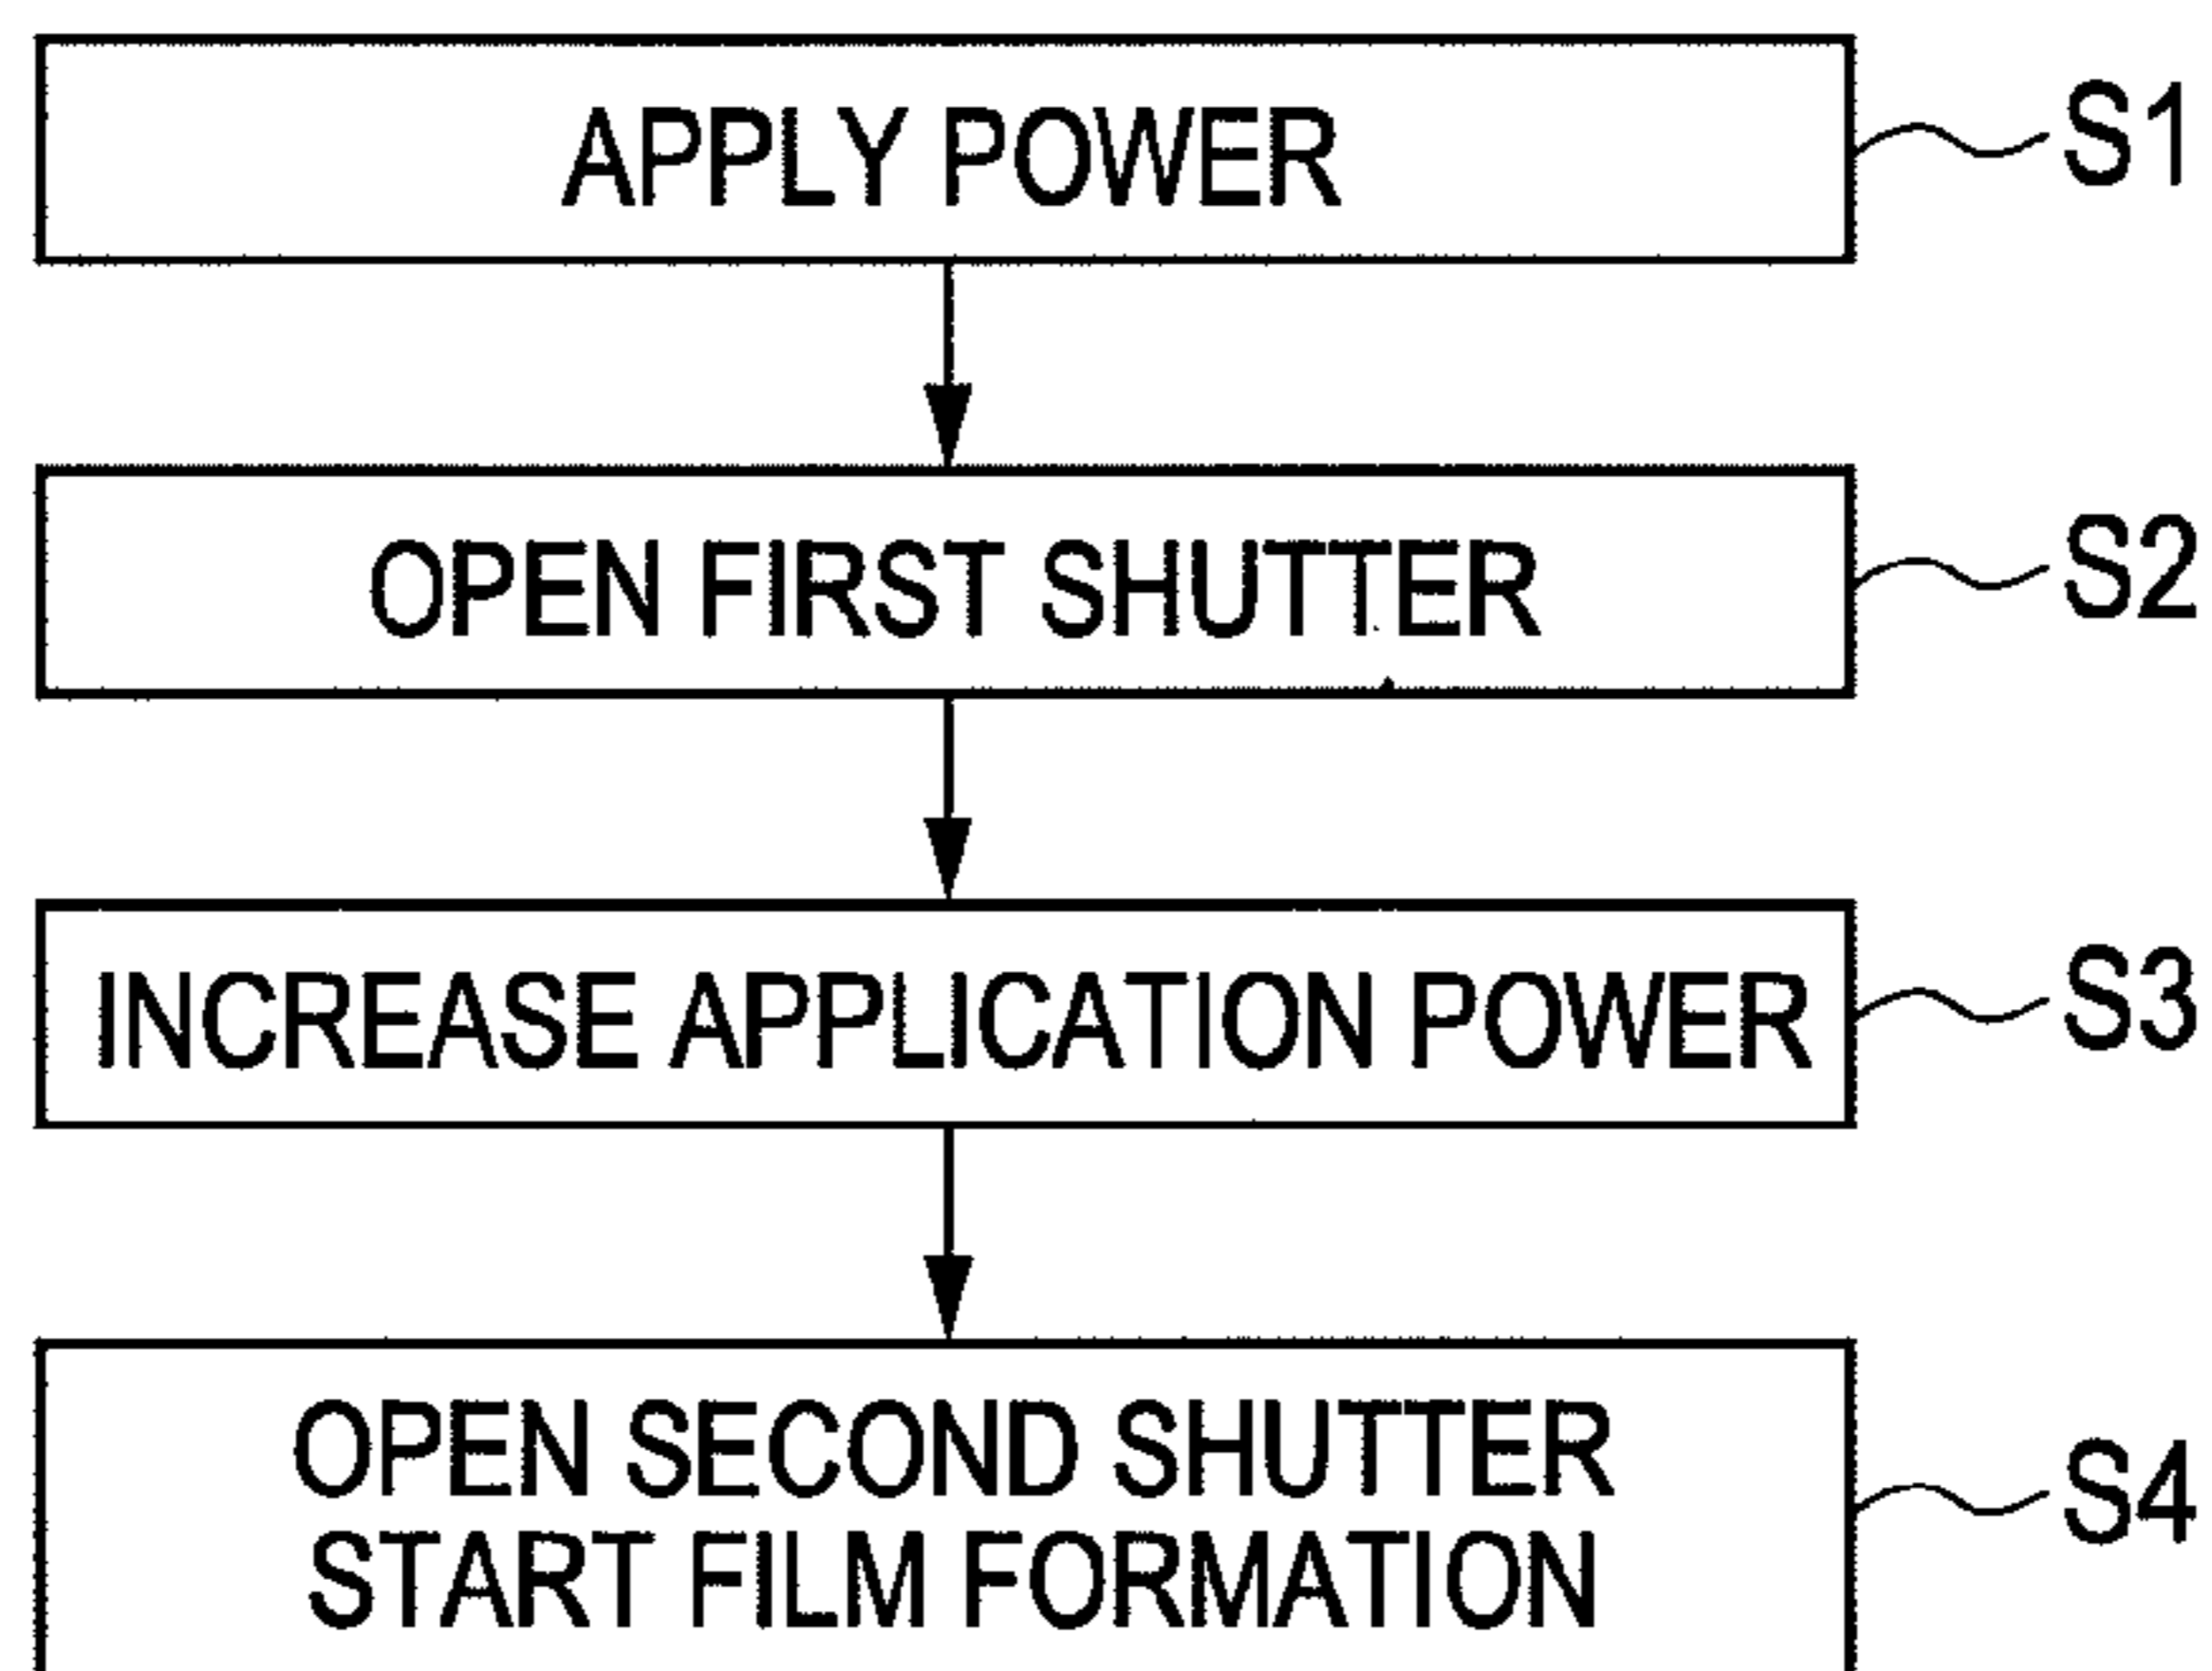 APPLY POWER
S1
OPEN FIRST SHUTTER
S2
INCREASE APPLICATION POWER
S3
OPEN SECOND SHUTTER
START FILM FORMATION
S4